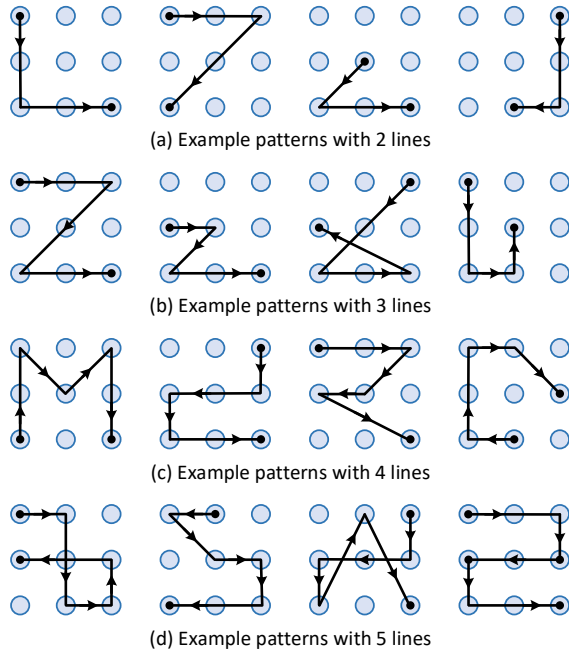 (a) Example patterns with 2 lines
(b) Example patterns with 3 lines
(c) Example patterns with 4 lines
(d) Example patterns with 5 lines